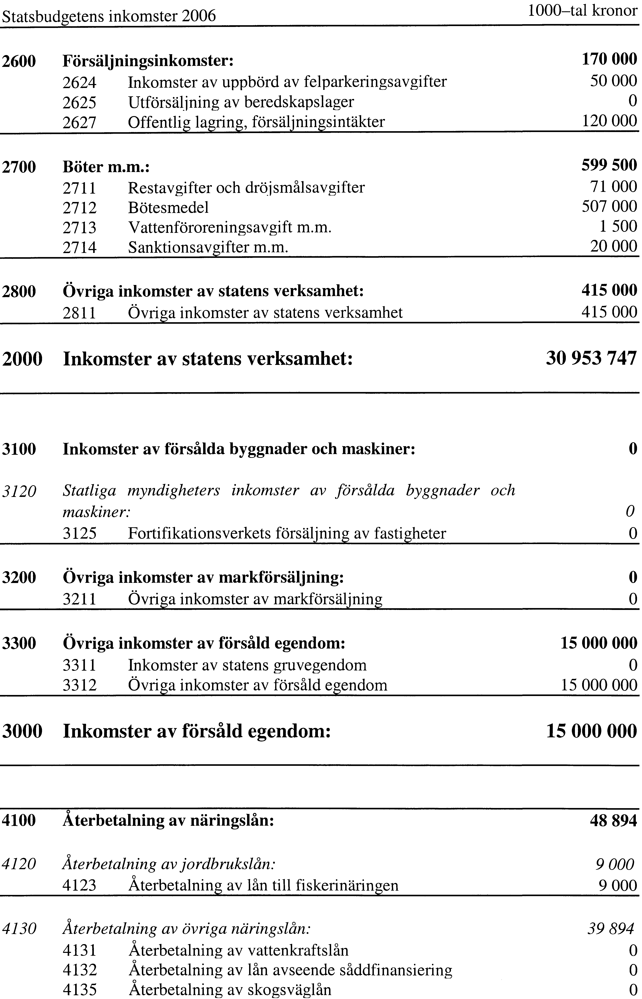 Statsbudgetens inkomster 2006 1000–tal kronor
2600 Försäljningsinkomster: 170 000
2624 Inkomster av uppbörd av felparkeringsavgifter 50 000
2625 Utförsäljning av beredskapslager 0
2627 Offentlig lagring, försäljningsintäkter 120 000
2700 Böter m.m.: 599 500
2711 Restavgifter och dröjsmålsavgifter 71 000
2712 Bötesmedel 507 000
2713 Vattenföroreningsavgift m.m. 1 500
2714 Sanktionsavgifter m.m. 20 000
2800 Övriga inkomster av statens verksamhet: 415 000
2811 Övriga inkomster av statens verksamhet 415 000
2000 Inkomster av statens verksamhet: 30 953 747
3100 Inkomster av försålda byggnader och maskiner: 0
3120 Statliga myndigheters inkomster av försålda byggnader och
maskiner: 0
3125 Fortifikationsverkets försäljning av fastigheter 0
3200 Övriga inkomster av markförsäljning: 0
3211 Övriga inkomster av markförsäljning 0
3300 Övriga inkomster av försåld egendom: 15 000 000
3311 Inkomster av statens gruvegendom 0
3312 Övriga inkomster av försåld egendom 15 000 000
3000 Inkomster av försåld egendom: 15 000 000
4100 Återbetalning av näringslån: 48 894
4120 Återbetalning av jordbrukslån: 9 000
4123 Återbetalning av lån till fiskerinäringen 9 000
4130 Återbetalning av övriga näringslån: 39 894
4131 Återbetalning av vattenkraftslån 0
4132 Återbetalning av lån avseende såddfinansiering 0
4135 Återbetalning av skogsväglån 0